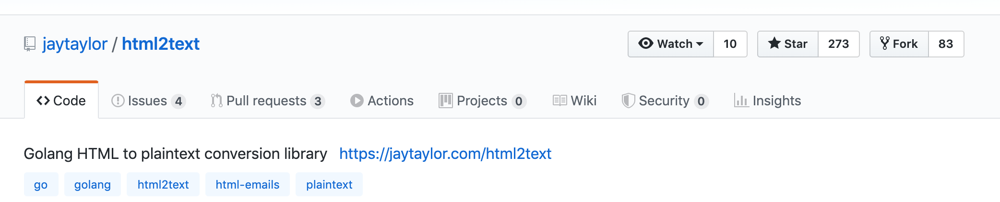 jaytaylor / html2text Watch 10 Star 273 Fork 83
Code Issues 4 Pull requests 3 Actions Projects 0 Wiki Security 0 Insights
Golang HTML to plaintext conversion library https://jaytaylor.com/html2text
go golang html2text html-emails plaintext